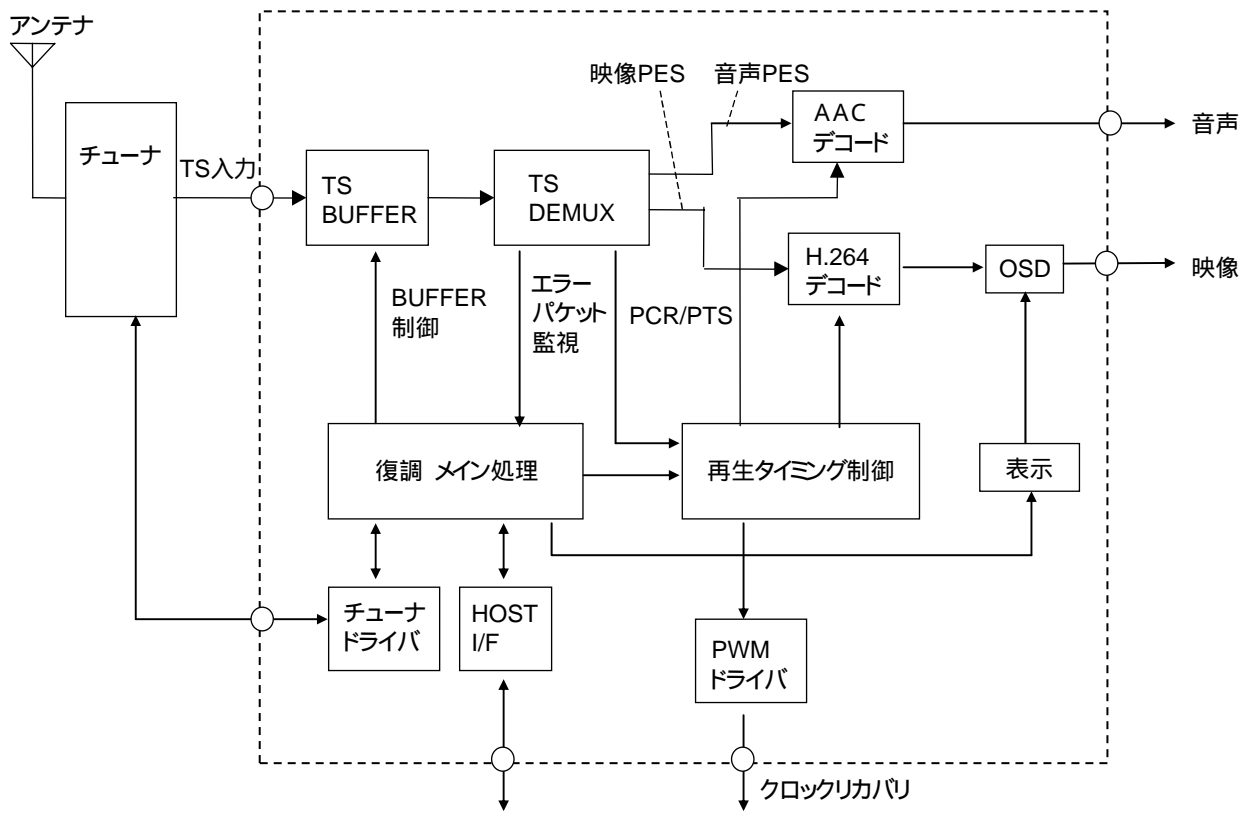 アンテナ
チューナ
TS入力
TS
BUFFER
TS
DEMUX
映像PES
音声PES
AAC
デコード
音声
H.264
デコード
OSD
映像
BUFFER
制御
エラー
パケット
監視
PCR/PTS
復調 メイン処理
再生タイミング制御
表示
チューナ
ドライバ
HOST
I/F
PWM
ドライバ
クロックリカバリ